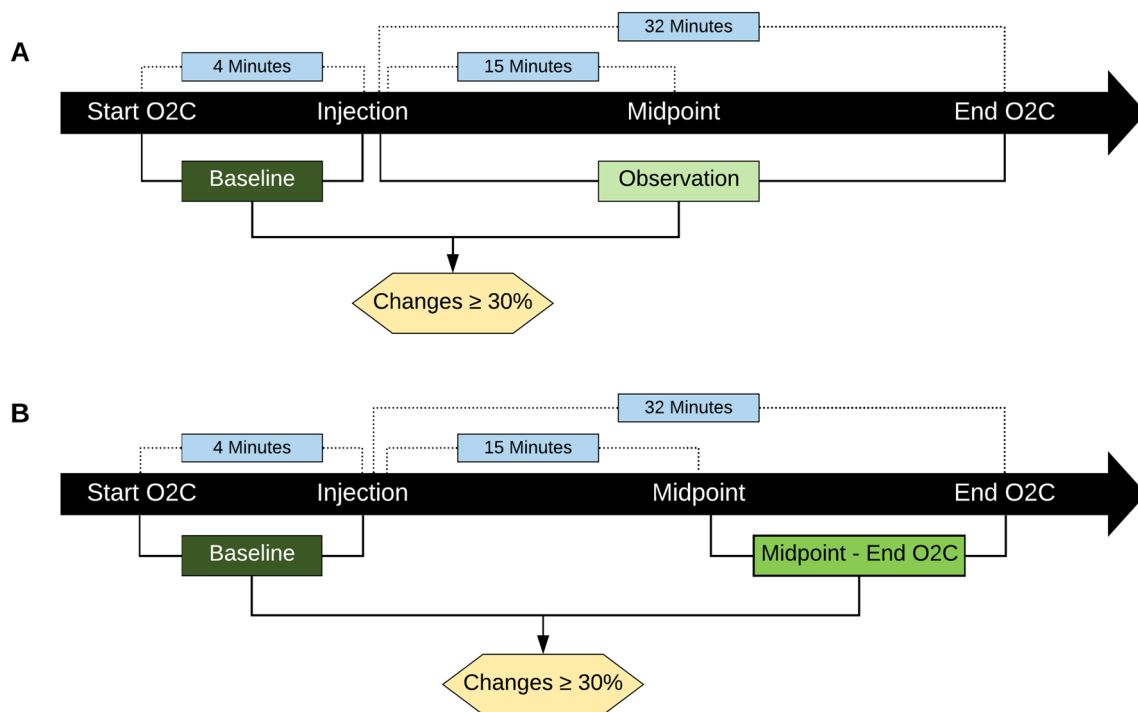 A
32 Minutes
4 Minutes
15 Minutes
Start O2C
Injection
Midpoint
End O2C
Baseline
Observation
Changes ≥ 30%
B
32 Minutes
4 Minutes
15 Minutes
Start O2C
Injection
Midpoint
End O2C
Baseline
Midpoint - End O2C
Changes ≥ 30%